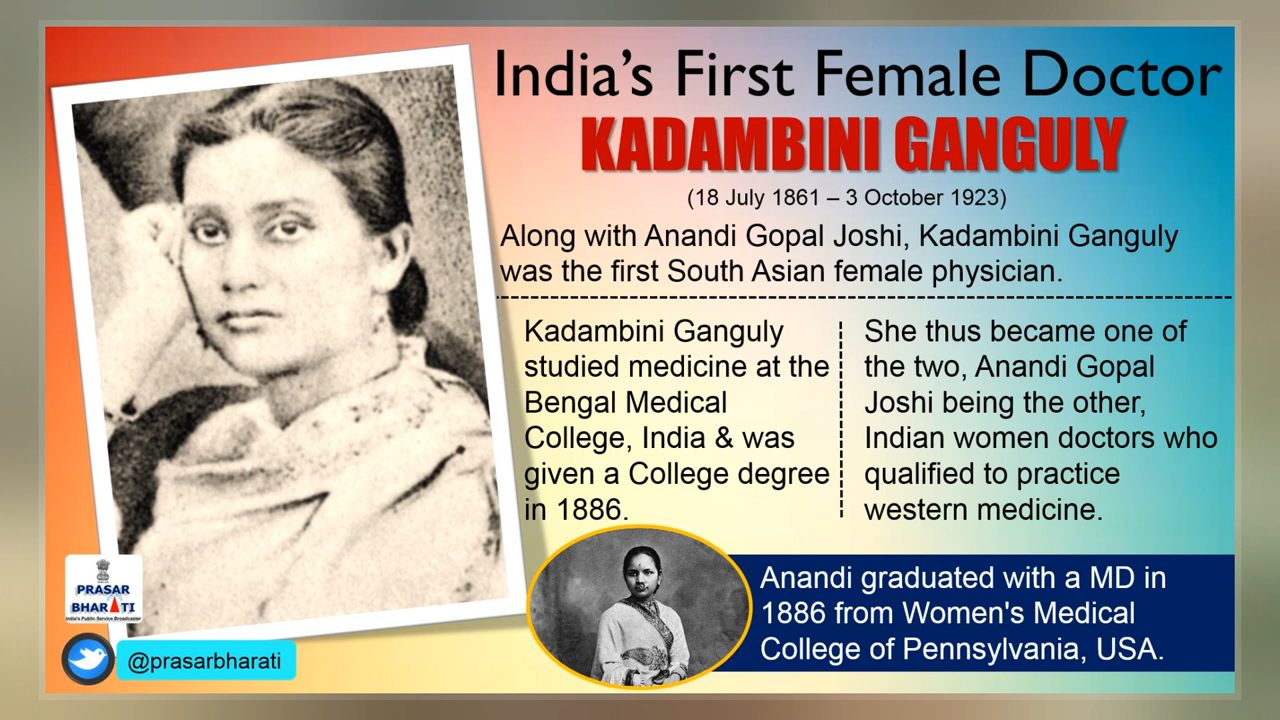 India's First Female Doctor
KADAMBINI GANGULY
(18 July 1861 – 3 October 1923)
Along with Anandi Gopal Joshi, Kadambini Ganguly
was the first South Asian female physician.
Kadambini Ganguly
studied medicine at the
Bengal Medical
College, India & was
given a College degree
in 1886.
She thus became one of
the two, Anandi Gopal
Joshi being the other,
Indian women doctors who
qualified to practice
western medicine.
Anandi graduated with a MD in
1886 from Women's Medical
College of Pennsylvania, USA.
PRASAR
BHARATI
India's Public Service Broadcaster
@prasarbharati